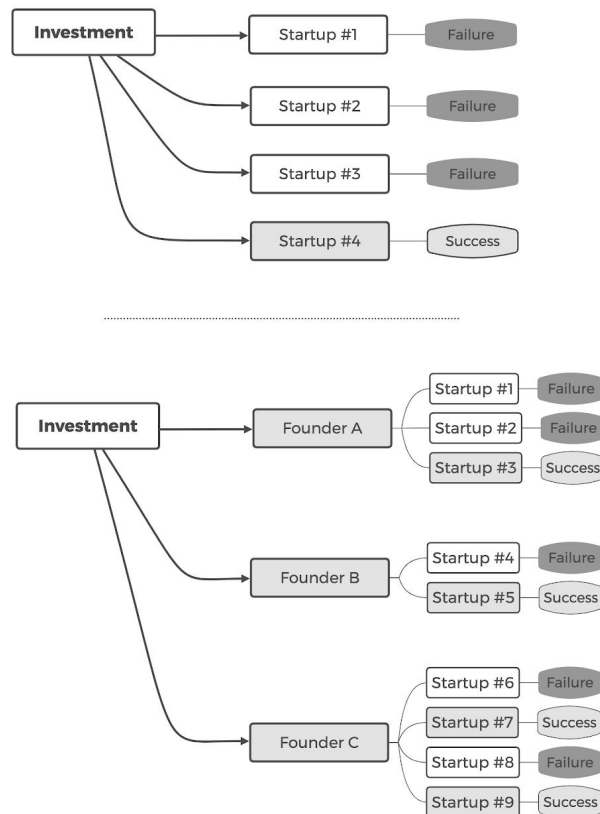 Investment
Startup #1
Failure
Startup #2
Failure
Startup #3
Failure
Startup #4
Success
Investment
Founder A
Startup #1
Failure
Startup #2
Failure
Startup #3
Success
Founder B
Startup #4
Failure
Startup #5
Success
Founder C
Startup #6
Failure
Startup #7
Success
Startup #8
Failure
Startup #9
Success